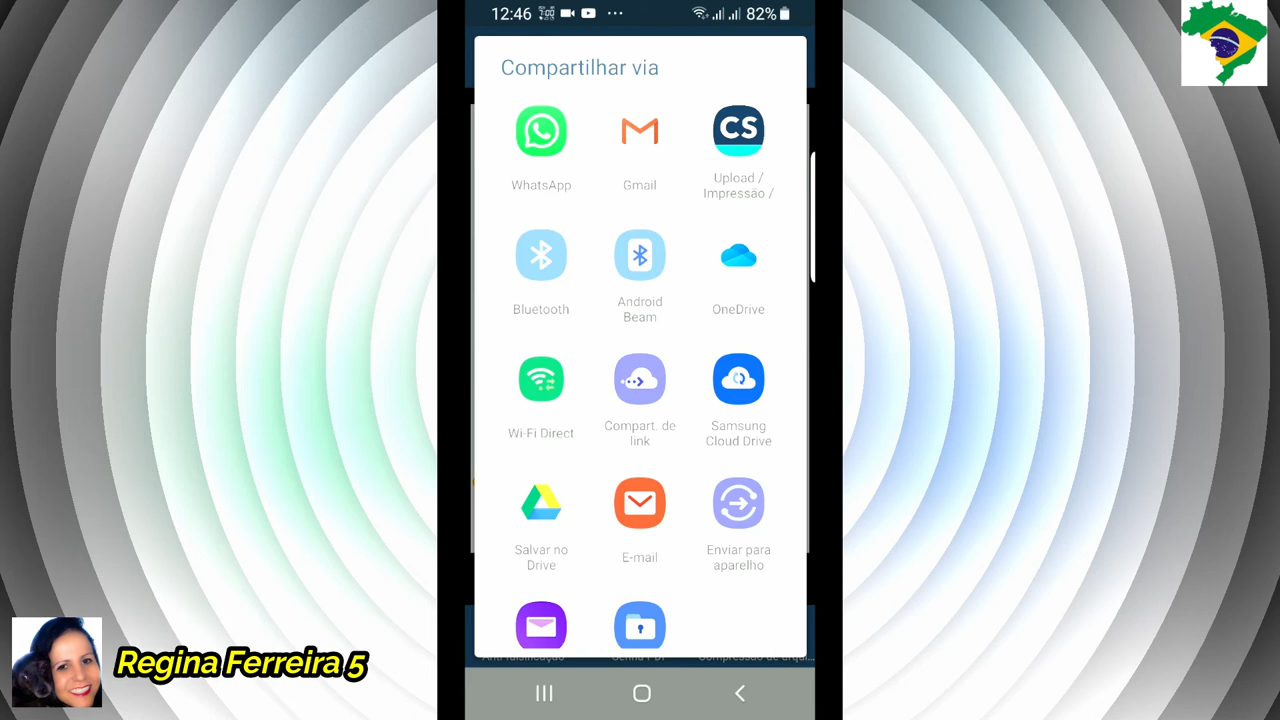 12:46
82%
Compartilhar via
CS
WhatsApp
Gmail
Upload /
Impressão /
Bluetooth
Android
Beam
OneDrive
Wi-Fi Direct
Compart. de
link
Samsung
Cloud Drive
Salvar no
Drive
E-mail
Enviar para
aparelho
Regina Ferreira 5